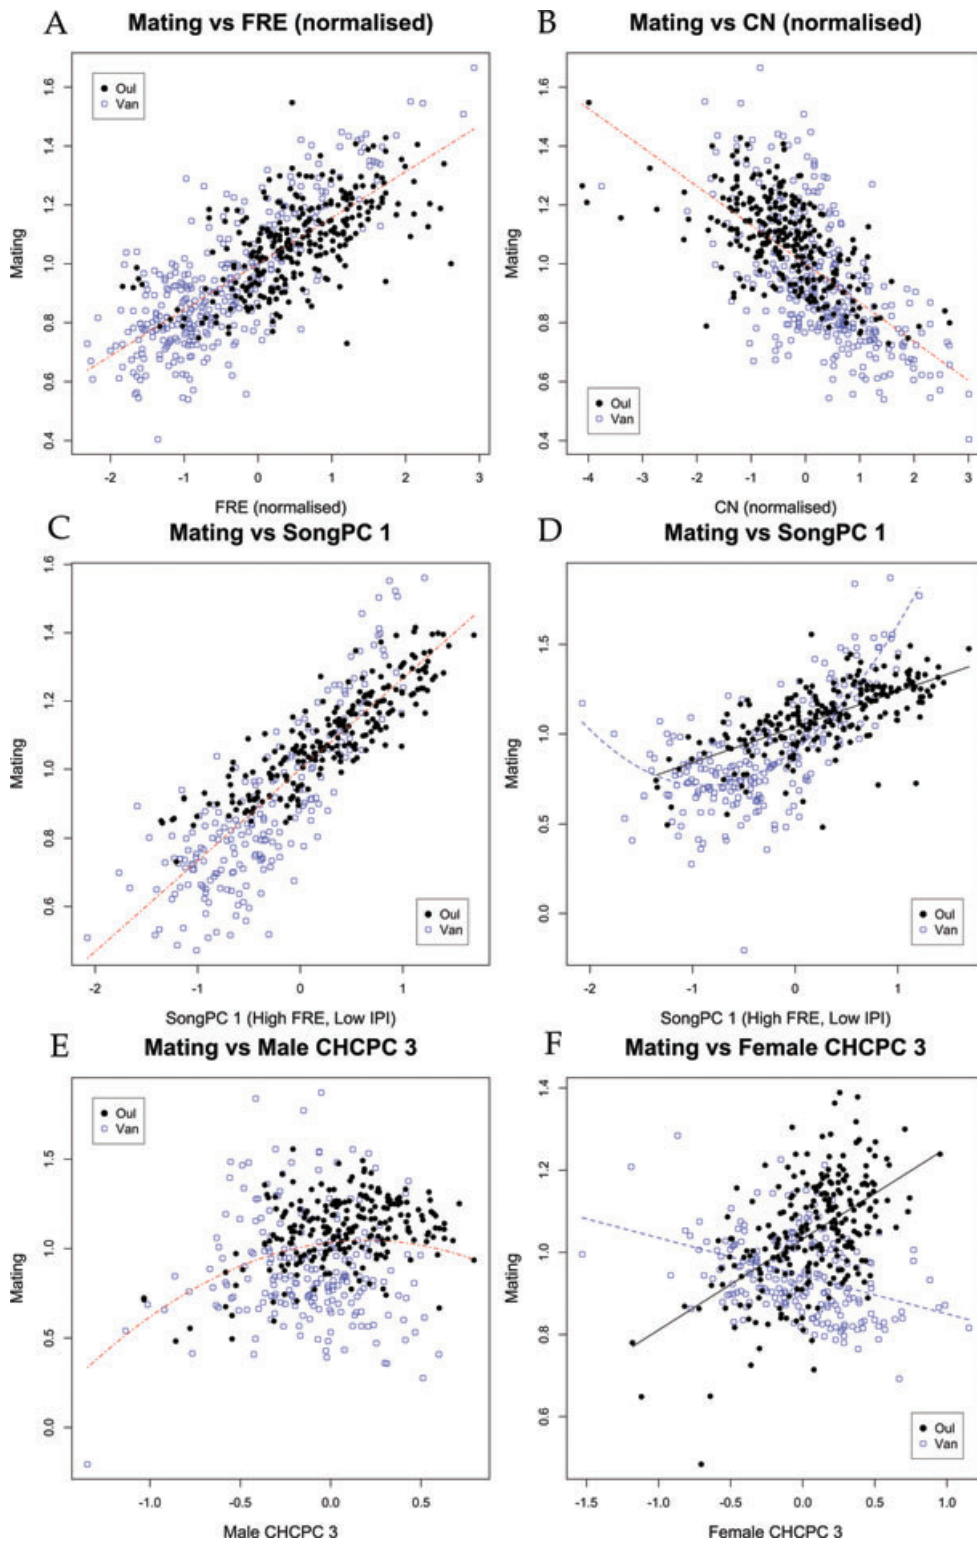 A Mating vs FRE (normalised)
Mating
1.6
1.4
1.2
1.0
0.8
0.6
0.4
Oul
Van
-2 -1 0 1 2 3
FRE (normalised)
B Mating vs CN (normalised)
Mating
1.6
1.4
1.2
1.0
0.8
0.6
0.4
Oul
Van
-4 -3 -2 -1 0 1 2 3
CN (normalised)
C Mating vs SongPC 1
Mating
1.6
1.4
1.2
1.0
0.8
0.6
Oul
Van
-2 -1 0 1
SongPC 1 (High FRE, Low IPI)
D Mating vs SongPC 1
Mating
1.5
1.0
0.5
0.0
Oul
Van
-2 -1 0 1
SongPC 1 (High FRE, Low IPI)
E Mating vs Male CHCPC 3
Mating
1.5
1.0
0.5
0.0
Oul
Van
-1.0 -0.5 0.0 0.5
Male CHCPC 3
F Mating vs Female CHCPC 3
Mating
1.4
1.2
1.0
0.8
0.6
Oul
Van
-1.5 -1.0 -0.5 0.0 0.5 1.0
Female CHCPC 3